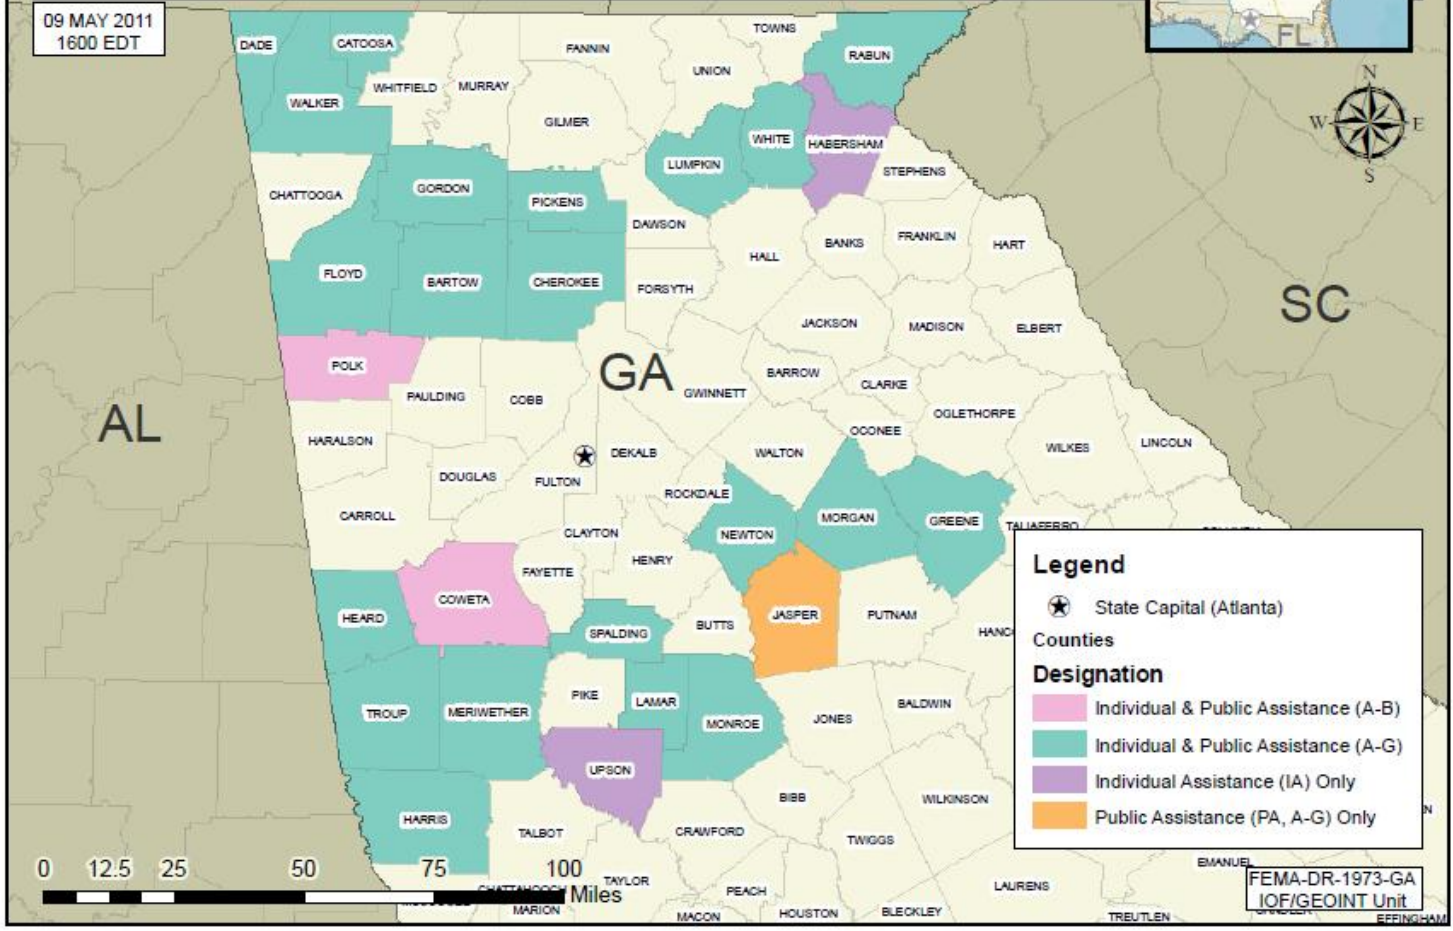 09 MAY 2011
1600 EDT
FL
N
W E
S
TOWNS
DADE
CATOOSA
FANNIN
RABUN
UNION
WHITFIELD
MURRAY
WALKER
GILMER
WHITE
HABERSHAM
LUMPKIN
STEPHENS
CHATTOOGA
GORDON
PICKENS
DAWSON
BANKS
FRANKLIN
HART
HALL
FLOYD
BARTOW
CHEROKEE
FORSYTH
SC
JACKSON
MADISON
ELBERT
POLK
GA
BARROW
CLARKE
GWINNETT
PAULDING
COBB
AL
OGLETHORPE
OCONEE
HARALSON
DEKALB
WALTON
WILKES
LINCOLN
DOUGLAS
FULTON
ROCKDALE
CARROLL
MORGAN
GREENE
TALIAFERRO
CLAYTON
NEWTON
HENRY
FAYETTE
COWETA
HEARD
SPALDING
BUTTS
JASPER
PUTNAM
HANC
PIKE
LAMAR
TROUP
MERIWETHER
MONROE
JONES
BALDWIN
UPSON
BIBB
WILKINSON
HARRIS
TALBOT
CRAWFORD
TWIGGS
TAYLOR
PEACH
LAURENS
EMANUEL
CHATTAHOOCH
MARION
MACON
HOUSTON
BLECKLEY
TREUTLEN
EFFINGHAM
Legend
State Capital (Atlanta)
Counties
Designation
Individual & Public Assistance (A-B)
Individual & Public Assistance (A-G)
Individual Assistance (IA) Only
Public Assistance (PA, A-G) Only
0 12.5 25 50 75 100
Miles
FEMA-DR-1973-GA
IOF/GEOINT Unit